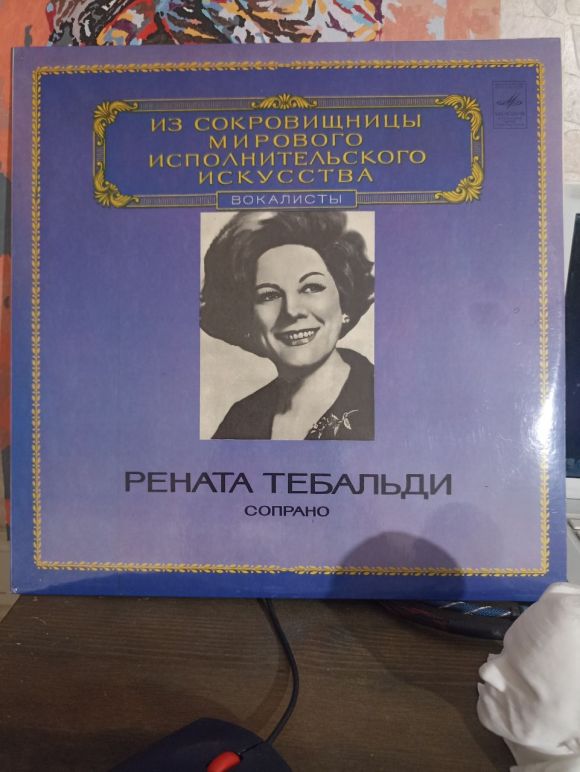 ИЗ СОКРОВИЩНИЦЫ
МИРОВОГО
ИСПОЛНИТЕЛЬСКОГО
ИСКУССТВА
ВОКАЛИСТЫ
РЕНАТА ТЕБАЛЬДИ
СОПРАНО